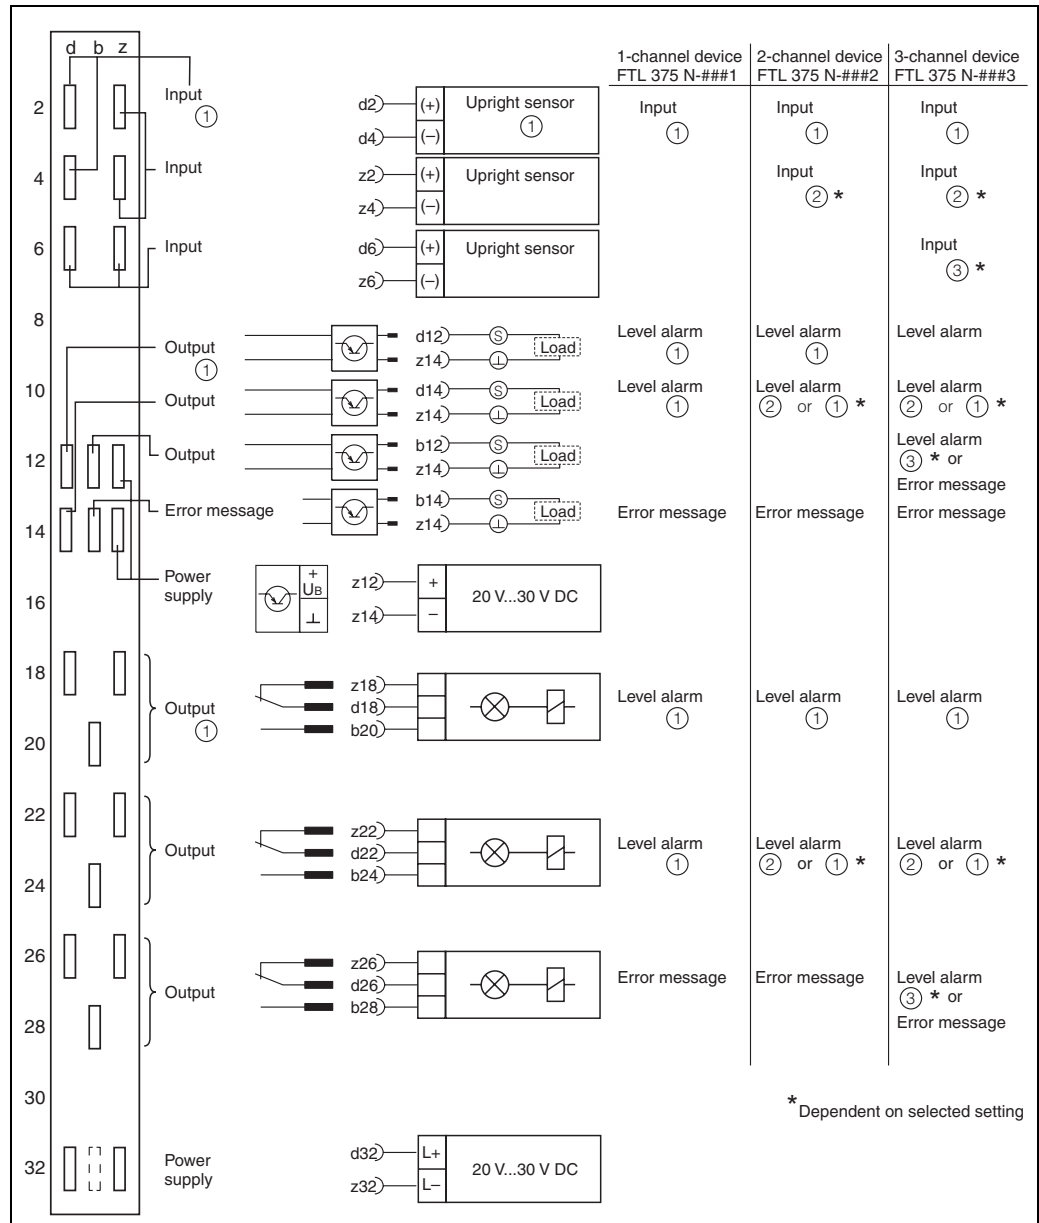 d b z
1-channel device 2-channel device 3-channel device
FTL 375 N-###1 FTL 375 N-###2 FTL 375 N-###3
2 Input ① d2 (+) Upright sensor ① Input ① Input ① Input ①
d4 (–)
4 Input z2 (+) Upright sensor Input ② * Input ② *
z4 (–)
6 Input d6 (+) Upright sensor Input ③ *
z6 (–)
8
Output ① d12 S Load Level alarm ① Level alarm ① Level alarm
z14 ⊥
10 Output d14 S Load Level alarm ① Level alarm ② or ① * Level alarm ② or ① *
z14 ⊥
12 Output b12 S Load Level alarm ③ * or Error message
z14 ⊥
14 Error message b14 S Load Error message Error message Error message
z14 ⊥
Power supply + UB ⊥ z12 + 20 V...30 V DC
16 z14 –
18 z18
Output ① d18 Level alarm ① Level alarm ① Level alarm ①
20 b20
22 z22
Output d22 Level alarm ① Level alarm ② or ① * Level alarm ② or ① *
24 b24
26 z26
Output d26 Error message Error message Level alarm ③ * or Error message
28 b28
30
* Dependent on selected setting
32 Power supply d32 L+ 20 V...30 V DC
z32 L–